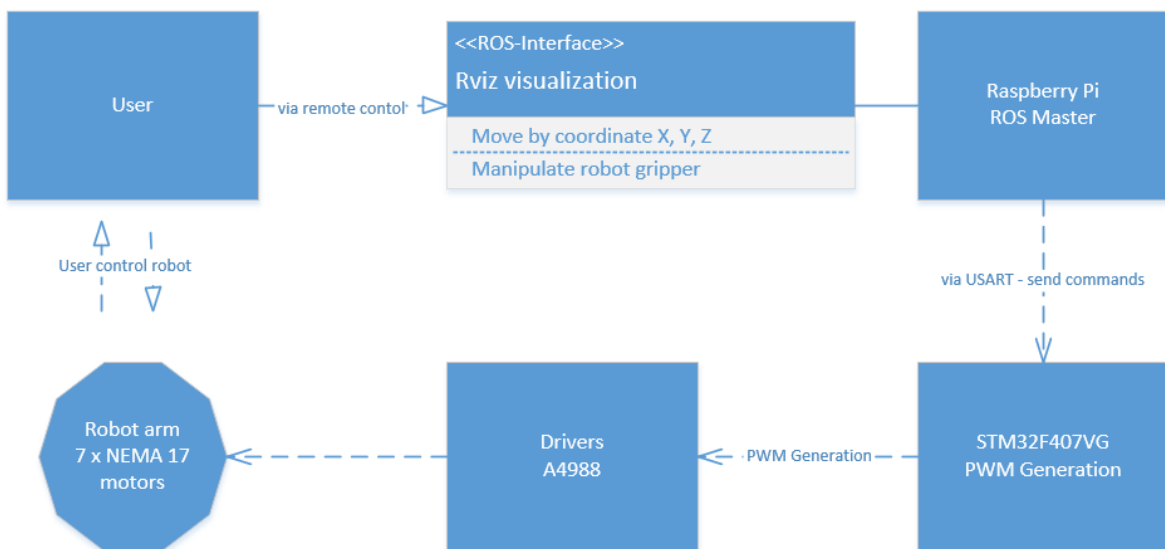 User
via remote contol
<<ROS-Interface>>
Rviz visualization
Move by coordinate X, Y, Z
Manipulate robot gripper
Raspberry Pi
ROS Master
User control robot
via USART - send commands
Robot arm
7 x NEMA 17
motors
Drivers
A4988
PWM Generation
STM32F407VG
PWM Generation